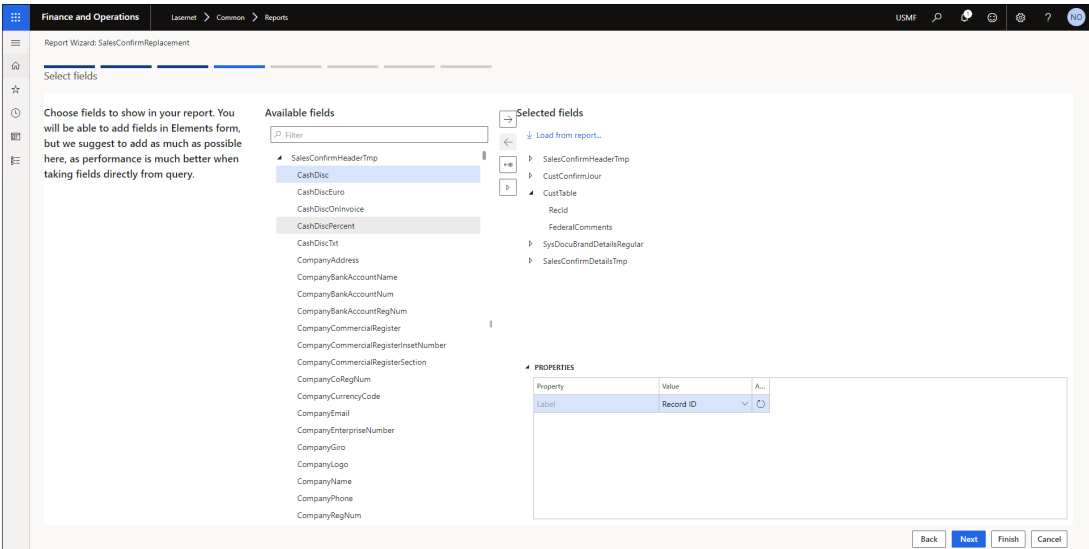 Finance and Operations
Lasernet > Common > Reports
USMF
NO
Report Wizard: SalesConfirmReplacement
Select fields
Choose fields to show in your report. You
will be able to add fields in Elements form,
but we suggest to add as much as possible
here, as performance is much better when
taking fields directly from query.
Available fields
Filter
SalesConfirmHeaderTmp
CashDisc
CashDiscEuro
CashDiscOnInvoice
CashDiscPercent
CashDiscTxt
CompanyAddress
CompanyBankAccountName
CompanyBankAccountNum
CompanyBankAccountRegNum
CompanyCommercialRegister
CompanyCommercialRegisterInsetNumber
CompanyCommercialRegisterSection
CompanyCoRegNum
CompanyCurrencyCode
CompanyEmail
CompanyEnterpriseNumber
CompanyGiro
CompanyLogo
CompanyName
CompanyPhone
CompanyRegNum
Selected fields
Load from report...
SalesConfirmHeaderTmp
CustConfirmJour
CustTable
RecId
FederalComments
SysDocuBrandDetailsRegular
SalesConfirmDetailsTmp
PROPERTIES
Property Value A...
Label Record ID
Back Next Finish Cancel